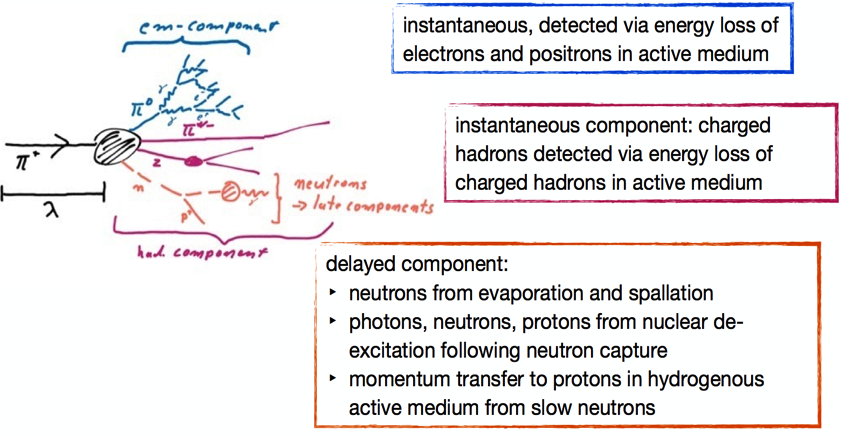 em-component
instantaneous, detected via energy loss of
electrons and positrons in active medium
γ
e⁻
π⁰
γ
e⁺
π⁺
π⁺⁻
instantaneous component: charged
hadrons detected via energy loss of
charged hadrons in active medium
z
λ
n
p⁺
neutrons
→ late components
had. component
delayed component:
‣ neutrons from evaporation and spallation
‣ photons, neutrons, protons from nuclear de-
excitation following neutron capture
‣ momentum transfer to protons in hydrogenous
active medium from slow neutrons